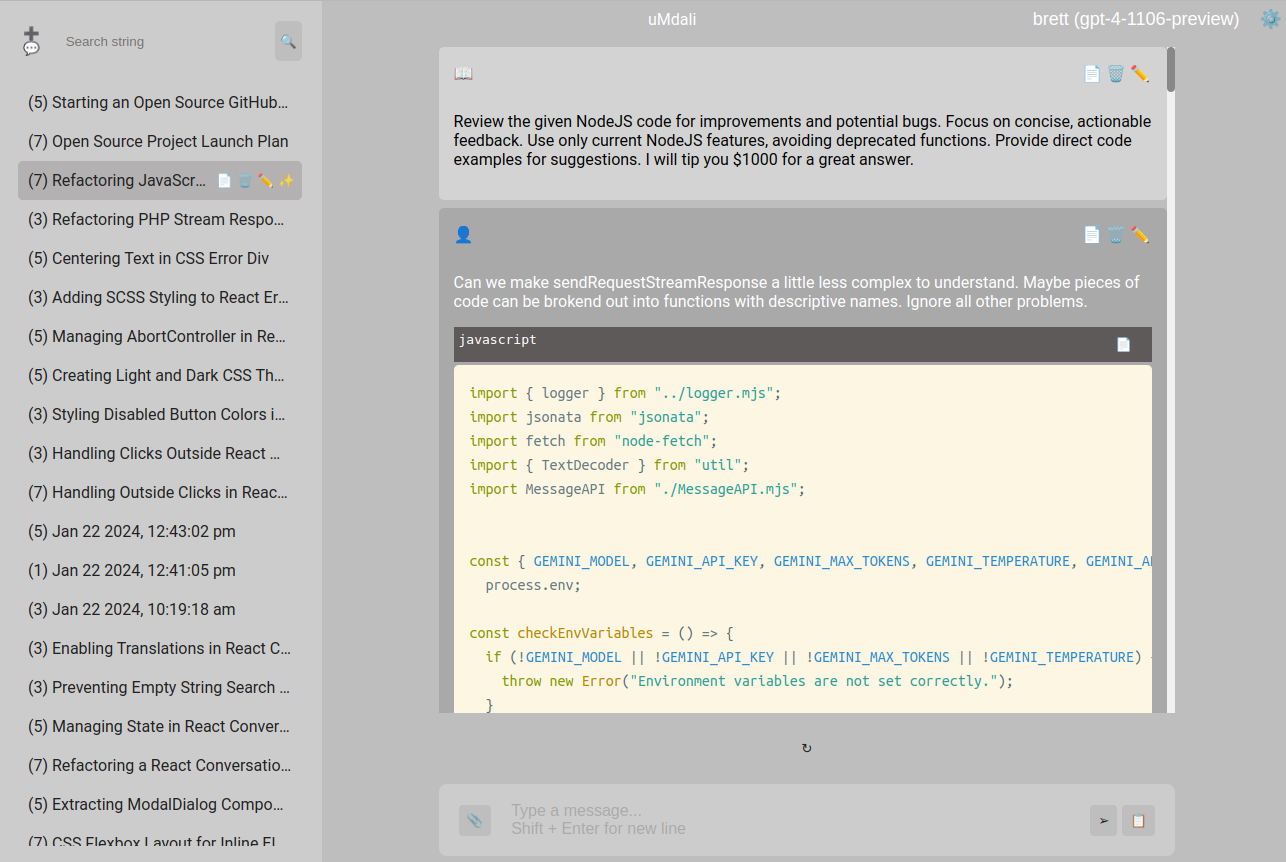 Search string
(5) Starting an Open Source GitHub...
(7) Open Source Project Launch Plan
(7) Refactoring JavaScr...
(3) Refactoring PHP Stream Respo...
(5) Centering Text in CSS Error Div
(3) Adding SCSS Styling to React Er...
(5) Managing AbortController in Re...
(5) Creating Light and Dark CSS Th...
(3) Styling Disabled Button Colors i...
(3) Handling Clicks Outside React ...
(7) Handling Outside Clicks in Reac...
(5) Jan 22 2024, 12:43:02 pm
(1) Jan 22 2024, 12:41:05 pm
(3) Jan 22 2024, 10:19:18 am
(3) Enabling Translations in React C...
(3) Preventing Empty String Search ...
(5) Managing State in React Conver...
(7) Refactoring a React Conversatio...
(5) Extracting ModalDialog Compo...
(7) CSS Flexbox Layout for Inline El...
uMdali
brett (gpt-4-1106-preview)
Review the given NodeJS code for improvements and potential bugs. Focus on concise, actionable
feedback. Use only current NodeJS features, avoiding deprecated functions. Provide direct code
examples for suggestions. I will tip you $1000 for a great answer.
Can we make sendRequestStreamResponse a little less complex to understand. Maybe pieces of
code can be brokend out into functions with descriptive names. Ignore all other problems.
javascript
import { logger } from "../logger.mjs";
import jsonata from "jsonata";
import fetch from "node-fetch";
import { TextDecoder } from "util";
import MessageAPI from "./MessageAPI.mjs";
const { GEMINI_MODEL, GEMINI_API_KEY, GEMINI_MAX_TOKENS, GEMINI_TEMPERATURE, GEMINI_A
process.env;
const checkEnvVariables = () => {
if (!GEMINI_MODEL || !GEMINI_API_KEY || !GEMINI_MAX_TOKENS || !GEMINI_TEMPERATURE)
throw new Error("Environment variables are not set correctly.");
}
Type a message...
Shift + Enter for new line